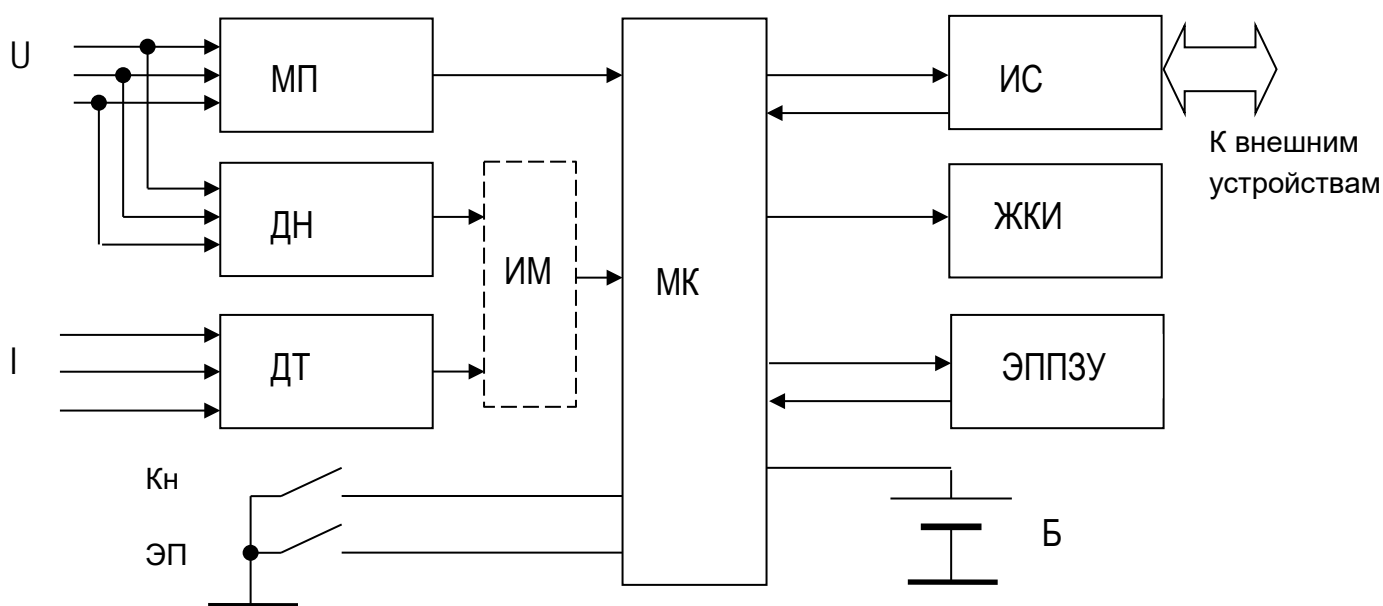 U
МП
ИС
К внешним
устройствам
ДН
ИМ
МК
ЖКИ
I
ДТ
ЭППЗУ
Кн
ЭП
Б